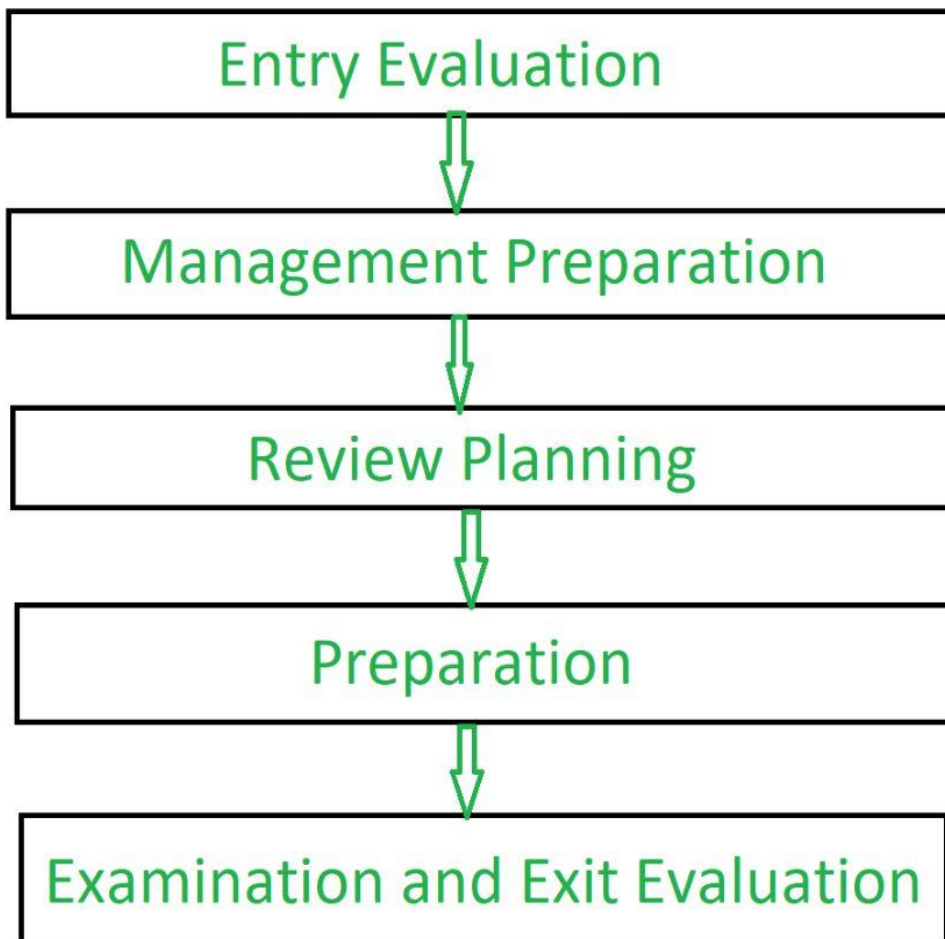 Entry Evaluation
Management Preparation
Review Planning
Preparation
Examination and Exit Evaluation